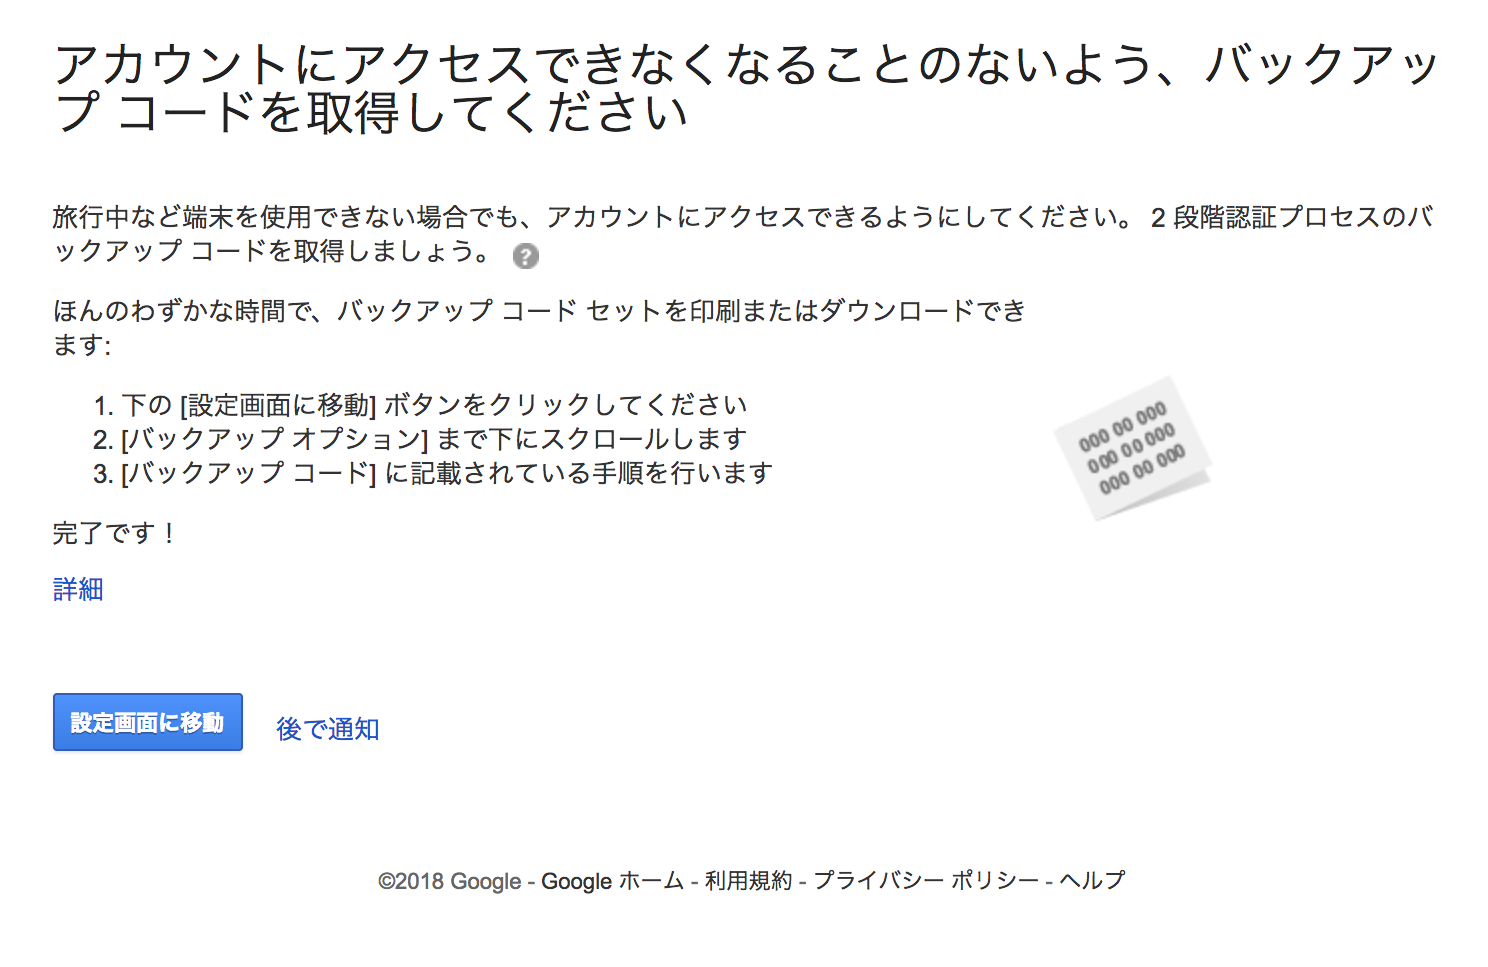 アカウントにアクセスできなくなることのないよう、バックアッ
プ コードを取得してください
旅行中など端末を使用できない場合でも、アカウントにアクセスできるようにしてください。 2 段階認証プロセスのバ
ックアップ コードを取得しましょう。 ?
ほんのわずかな時間で、バックアップ コード セットを印刷またはダウンロードでき
ます:
1. 下の [設定画面に移動] ボタンをクリックしてください
2. [バックアップ オプション] まで下にスクロールします
3. [バックアップ コード] に記載されている手順を行います
000 00 000
000 00 000
000 00 000
完了です！
詳細
設定画面に移動 後で通知
©2018 Google - Google ホーム - 利用規約 - プライバシー ポリシー - ヘルプ